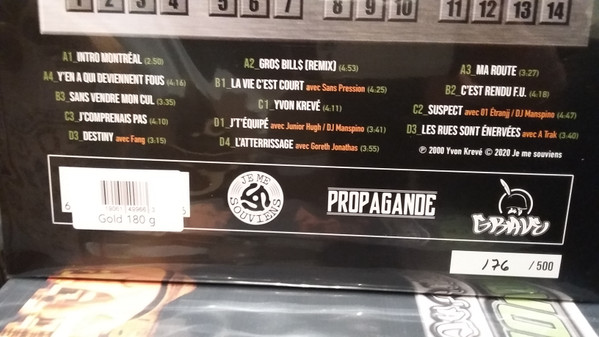 1 2 3 4 5 6 7 8 9 10 11 12 13 14
A1_INTRO MONTRÉAL (2:50)
A2_GROS BILL$ (REMIX) (4:53)
A3_MA ROUTE (3:27)
A4_Y'EN A QUI DEVIENNENT FOUS (4:16)
B1_LA VIE C'EST COURT avec Sans Pression (4:25)
B2_C'EST RENDU F.U. (4:18)
B3_SANS VENDRE MON CUL (3:35)
C1_YVON KREVÉ (4:11)
C2_SUSPECT avec 01 Étranjj / DJ Manspino (4:47)
C3_J'COMPRENAIS PAS (4:10)
D1_J'T'ÉQUIPÉ avec Junior Hugh / DJ Manspino (3:41)
D3_LES RUES SONT ÉNERVÉES avec A Trak (3:40)
D3_DESTINY avec Fang (3:15)
D4_L'ATTERRISSAGE avec Goreth Jonathas (3:55)
℗ 2000 Yvon Krevé © 2020 Je me souviens
Gold 180 g
JE ME
SOUVIENS
PROPAGANDE
GRAVE
176 / 500